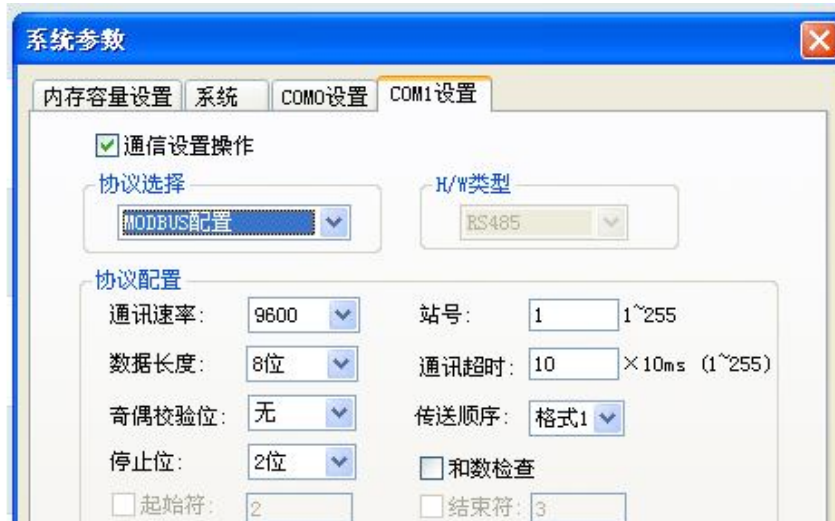 系统参数
内存容量设置 系统 COM0设置 COM1设置
通信设置操作
协议选择 H/W类型
MODBUS配置 RS485
协议配置
通讯速率: 9600 站号: 1 1~255
数据长度: 8位 通讯超时: 10 ×10ms (1~255)
奇偶校验位: 无 传送顺序: 格式1
停止位: 2位 和数检查
起始符: 2 结束符: 3